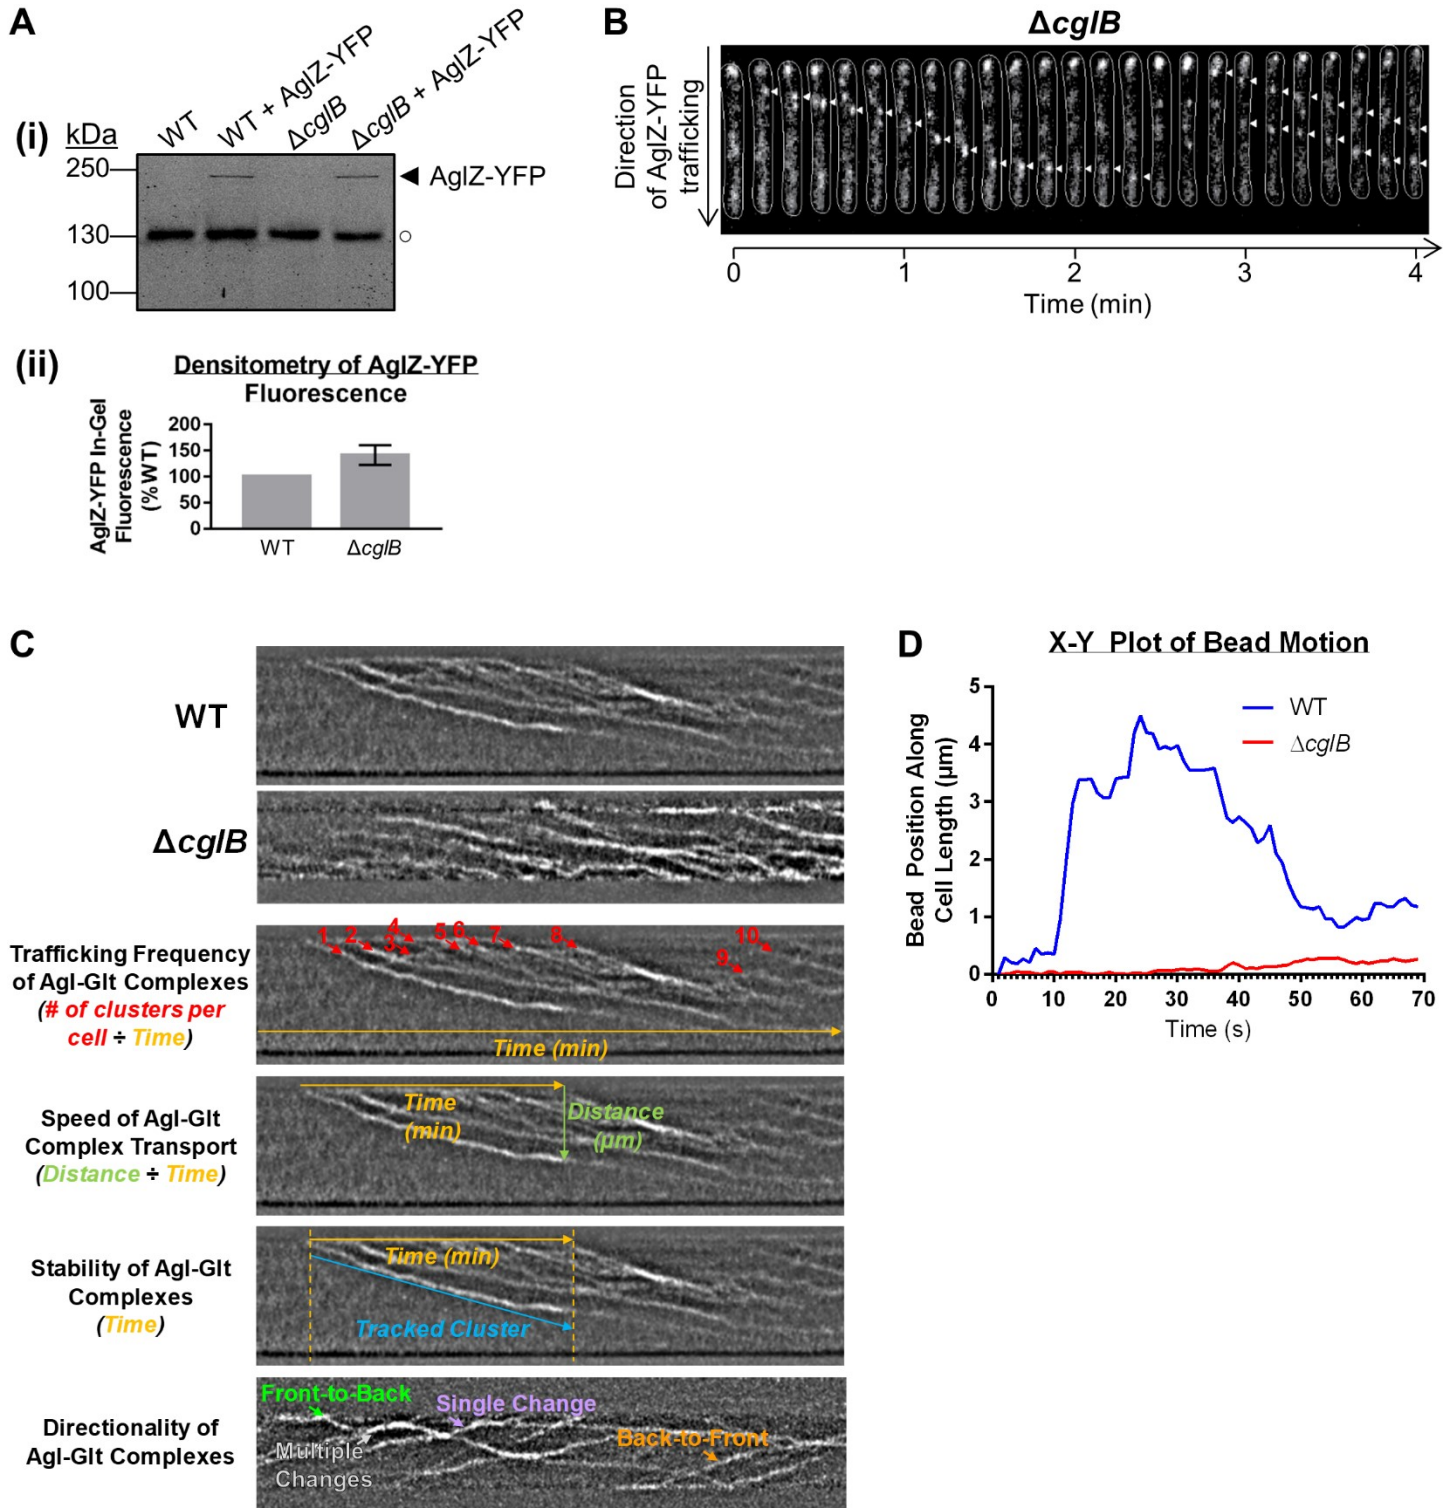 A
(i)
kDa
WT
WT + AglZ-YFP
ΔcglB
ΔcglB + AglZ-YFP
250
AglZ-YFP
130
100
(ii)
Densitometry of AglZ-YFP
Fluorescence
AglZ-YFP In-Gel
Fluorescence
(%WT)
200
150
100
50
0
WT
ΔcglB
B
ΔcglB
Direction
of AglZ-YFP
trafficking
0
1
2
3
4
Time (min)
C
WT
ΔcglB
Trafficking Frequency
of Agl-Glt Complexes
(# of clusters per
cell ÷ Time)
1
2
3
4
5
6
7
8
9
10
Time (min)
Speed of Agl-Glt
Complex Transport
(Distance ÷ Time)
Time
(min)
Distance
(µm)
Stability of Agl-Glt
Complexes
(Time)
Time (min)
Tracked Cluster
Directionality of
Agl-Glt Complexes
Front-to-Back
Single Change
Multiple
Changes
Back-to-Front
D
X-Y Plot of Bead Motion
Bead Position Along
Cell Length (µm)
5
4
3
2
1
0
WT
ΔcglB
0
10
20
30
40
50
60
70
Time (s)